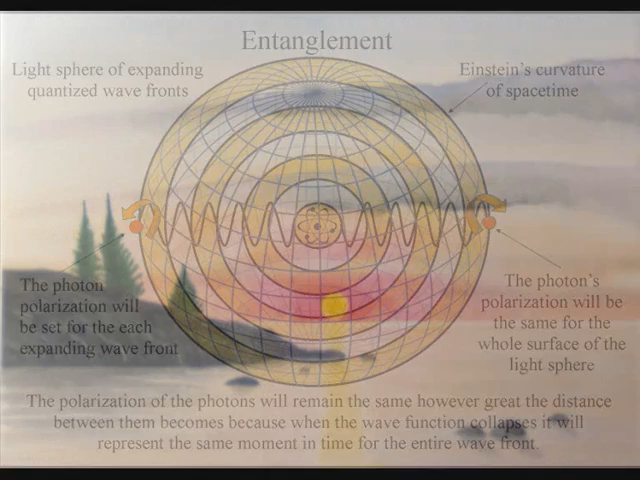 Entanglement
Light sphere of expanding
quantized wave fronts
Einstein's curvature
of spacetime
The photon
polarization will
be set for the each
expanding wave front
The photon's
polarization will be
the same for the
whole surface of the
light sphere
The polarization of the photons will remain the same however great the distance
between them becomes because when the wave function collapses it will
represent the same moment in time for the entire wave front.